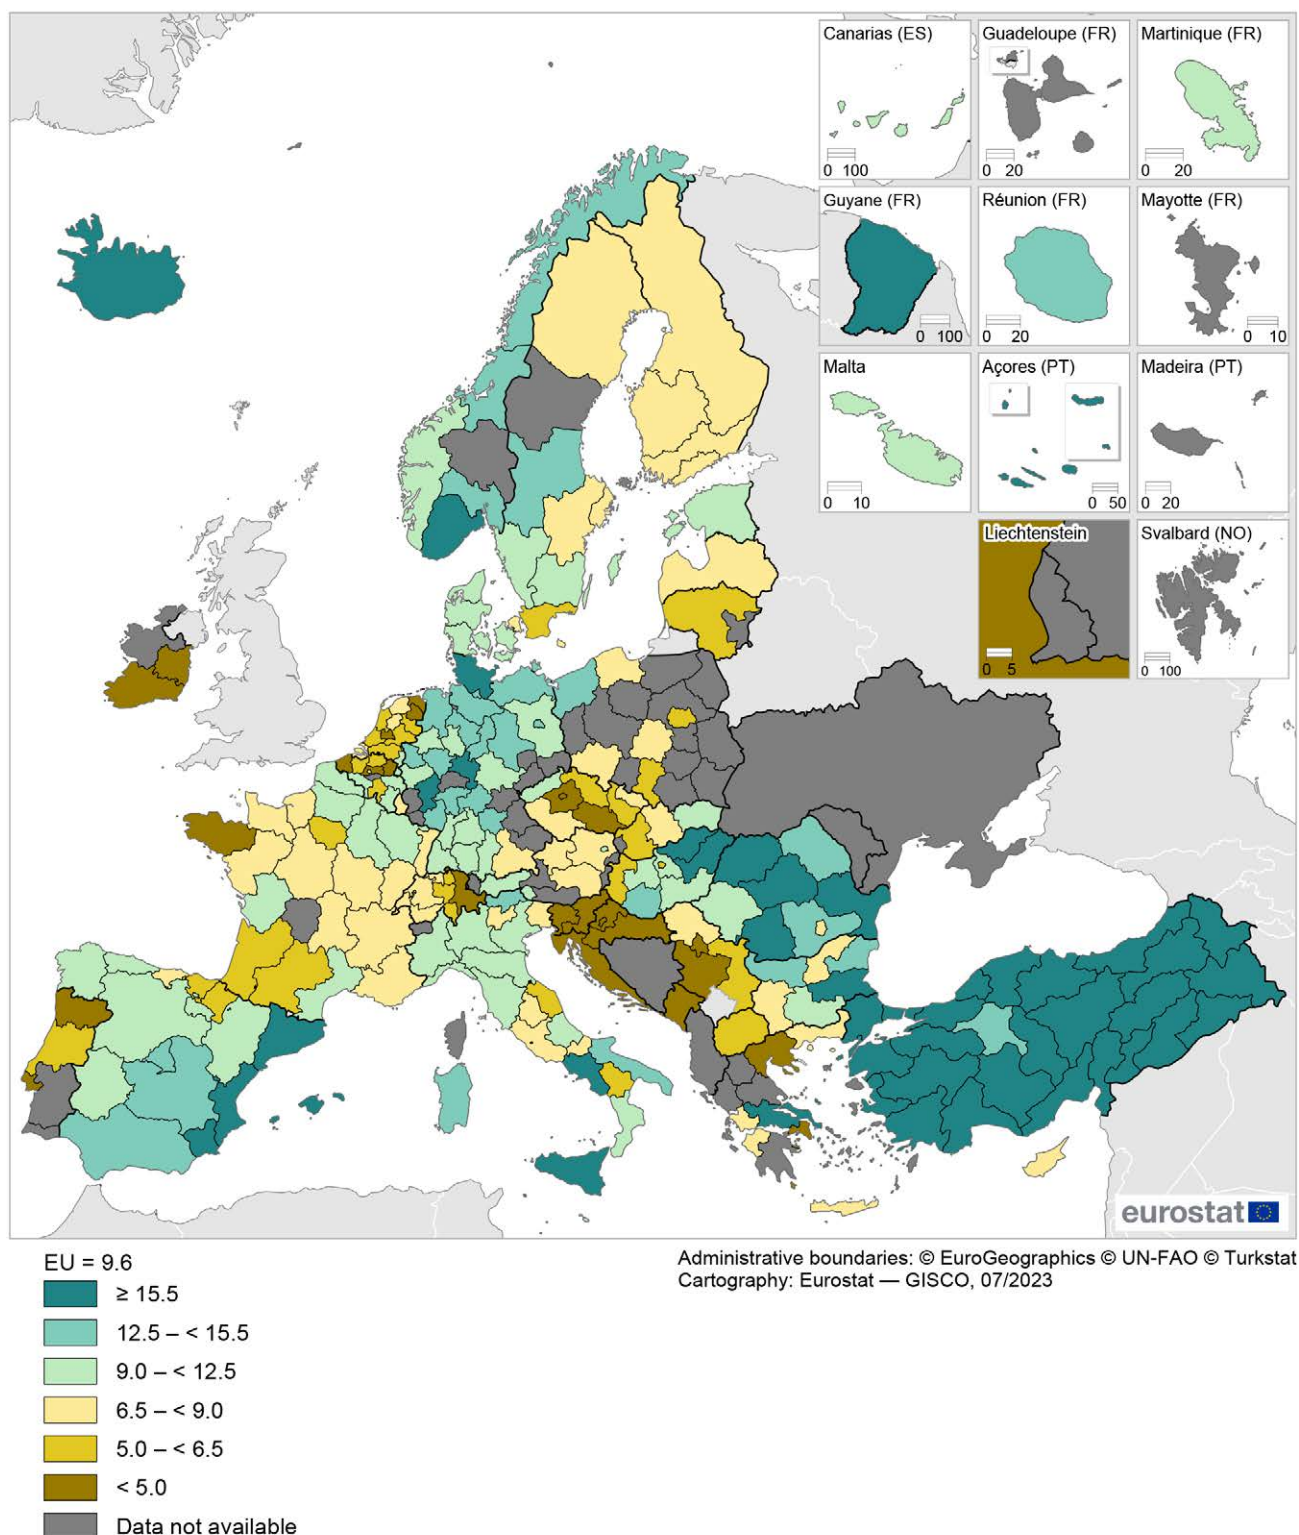 Canarias (ES)
0 100
Guadeloupe (FR)
0 20
Martinique (FR)
0 20
Guyane (FR)
0 100
Réunion (FR)
0 20
Mayotte (FR)
0 10
Malta
0 10
Açores (PT)
0 50
Madeira (PT)
0 20
Liechtenstein
0 5
Svalbard (NO)
0 100
eurostat
EU = 9.6
≥ 15.5
12.5 – < 15.5
9.0 – < 12.5
6.5 – < 9.0
5.0 – < 6.5
< 5.0
Data not available
Administrative boundaries: © EuroGeographics © UN-FAO © Turkstat
Cartography: Eurostat — GISCO, 07/2023